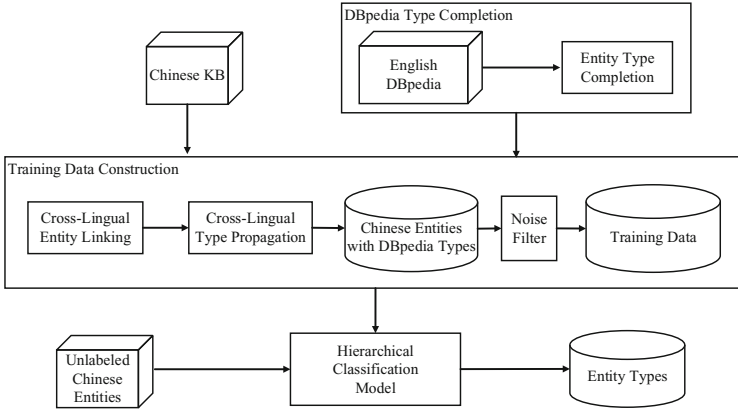 DBpedia Type Completion
Chinese KB
English
DBpedia
Entity Type
Completion
Training Data Construction
Cross-Lingual
Entity Linking
Cross-Lingual
Type Propagation
Chinese Entities
with DBpedia Types
Noise
Filter
Training Data
Unlabeled
Chinese
Entities
Hierarchical
Classification
Model
Entity Types